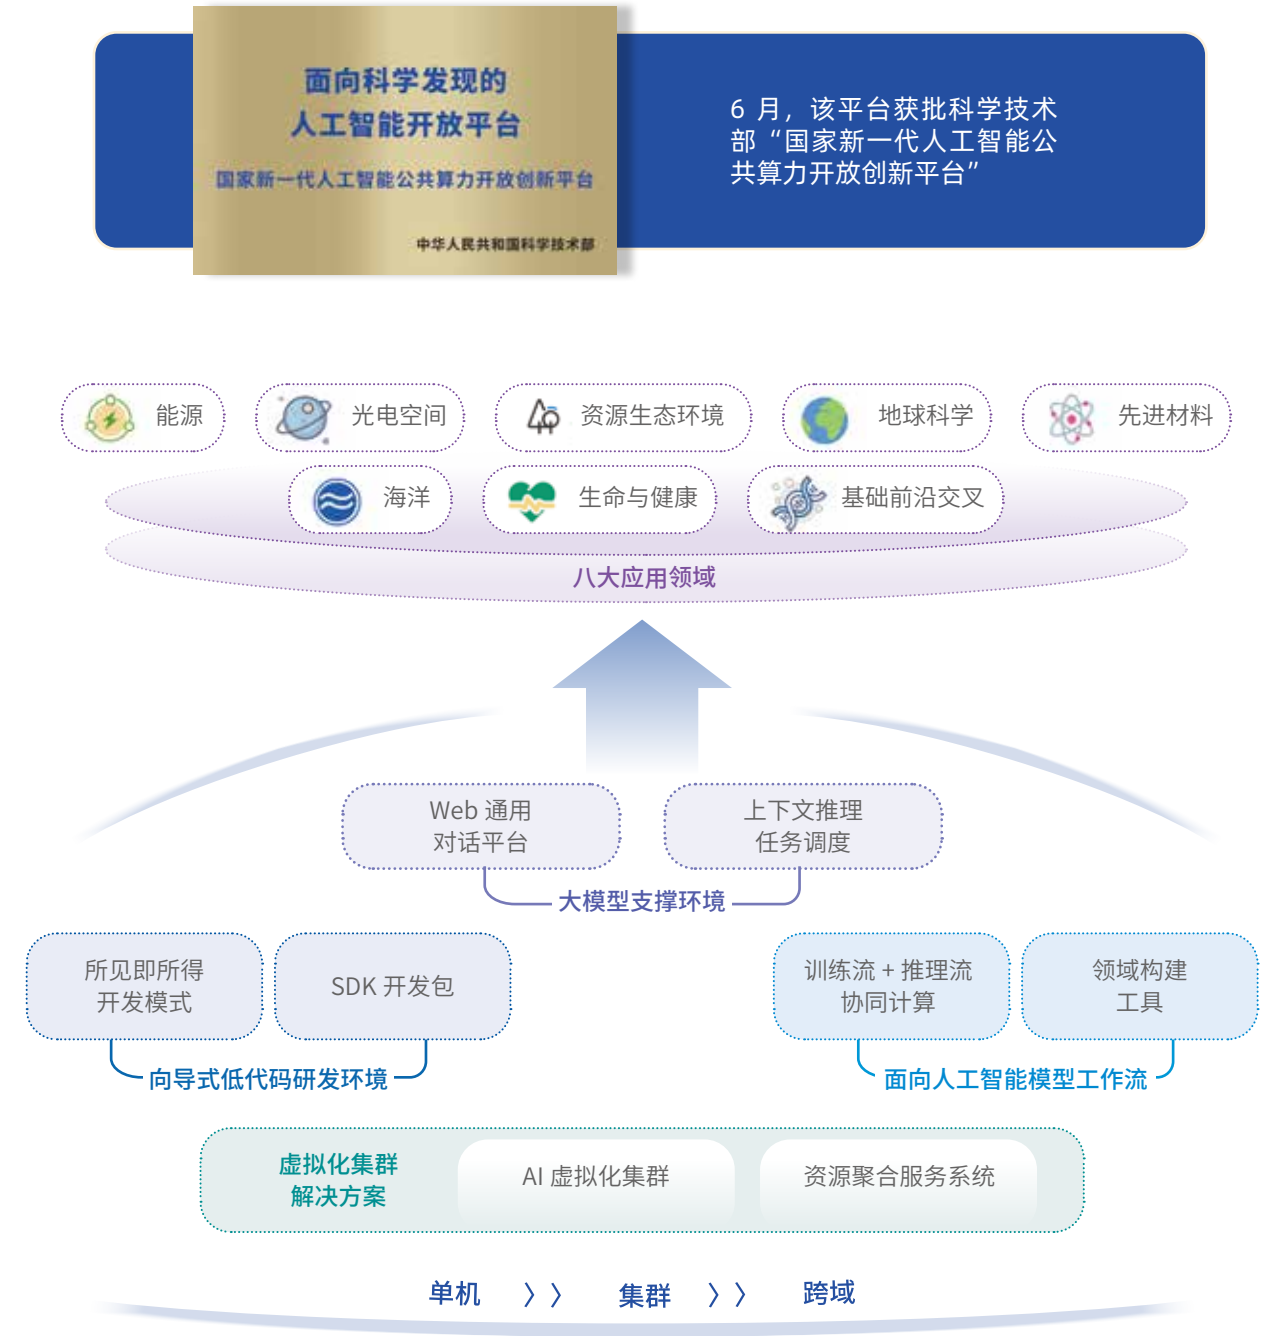 面向科学发现的
人工智能开放平台
国家新一代人工智能公共算力开放创新平台
中华人民共和国科学技术部
6 月，该平台获批科学技术
部“国家新一代人工智能公
共算力开放创新平台”
能源
光电空间
资源生态环境
地球科学
先进材料
海洋
生命与健康
基础前沿交叉
八大应用领域
Web 通用
对话平台
上下文推理
任务调度
大模型支撑环境
所见即所得
开发模式
SDK 开发包
训练流 + 推理流
协同计算
领域构建
工具
向导式低代码研发环境
面向人工智能模型工作流
虚拟化集群
解决方案
AI 虚拟化集群
资源聚合服务系统
单机 〉〉 集群 〉〉 跨域